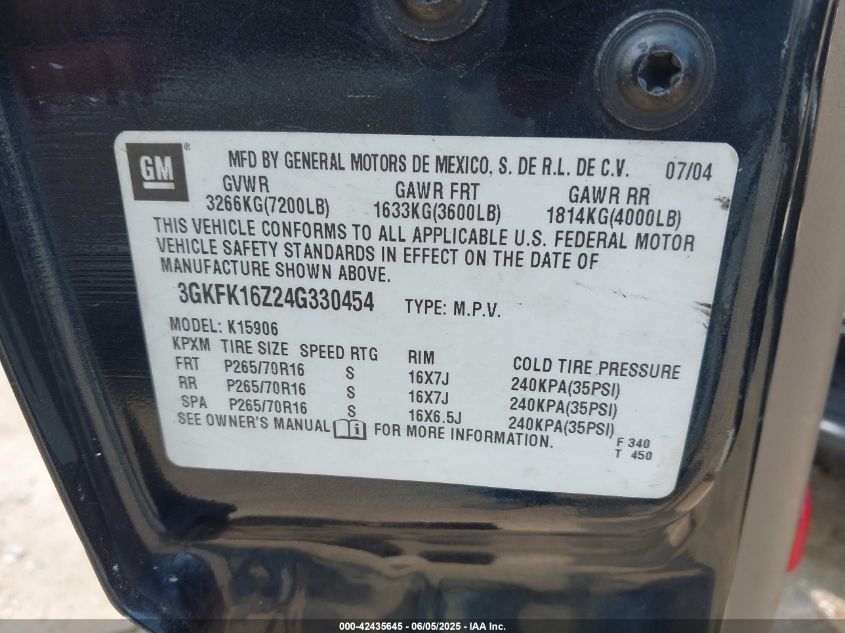 GM ® MFD BY GENERAL MOTORS DE MEXICO, S. DE R.L. DE C.V. 07/04
GVWR GAWR FRT GAWR RR
3266KG(7200LB) 1633KG(3600LB) 1814KG(4000LB)
THIS VEHICLE CONFORMS TO ALL APPLICABLE U.S. FEDERAL MOTOR
VEHICLE SAFETY STANDARDS IN EFFECT ON THE DATE OF
MANUFACTURE SHOWN ABOVE.
3GKFK16Z24G330454 TYPE: M.P.V.
MODEL: K15906
KPXM TIRE SIZE SPEED RTG RIM COLD TIRE PRESSURE
FRT P265/70R16 S 16X7J 240KPA(35PSI)
RR P265/70R16 S 16X7J 240KPA(35PSI)
SPA P265/70R16 S 16X6.5J 240KPA(35PSI)
SEE OWNER'S MANUAL i FOR MORE INFORMATION.
F 340
T 450
000-42435645 - 06/05/2025 - IAA Inc.